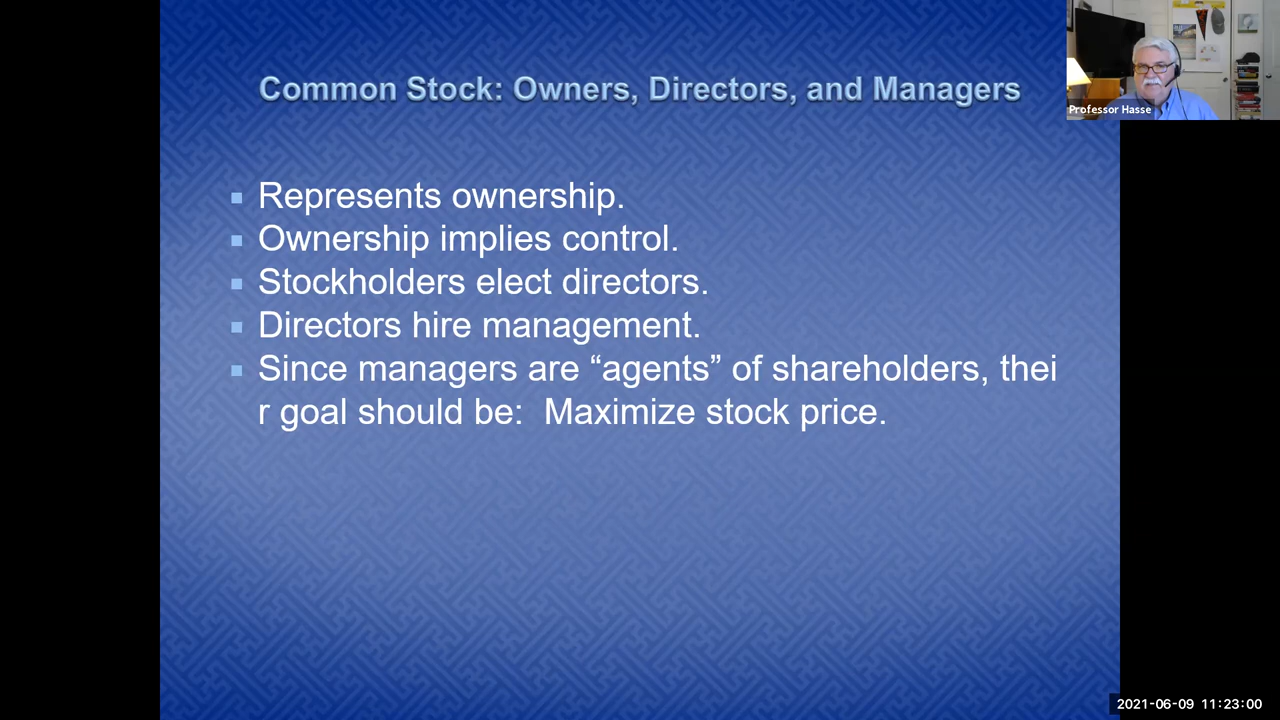 Common Stock: Owners, Directors, and Managers
Professor Hasse
Represents ownership.
Ownership implies control.
Stockholders elect directors.
Directors hire management.
Since managers are “agents” of shareholders, thei
r goal should be:  Maximize stock price.
2021-06-09 11:23:00